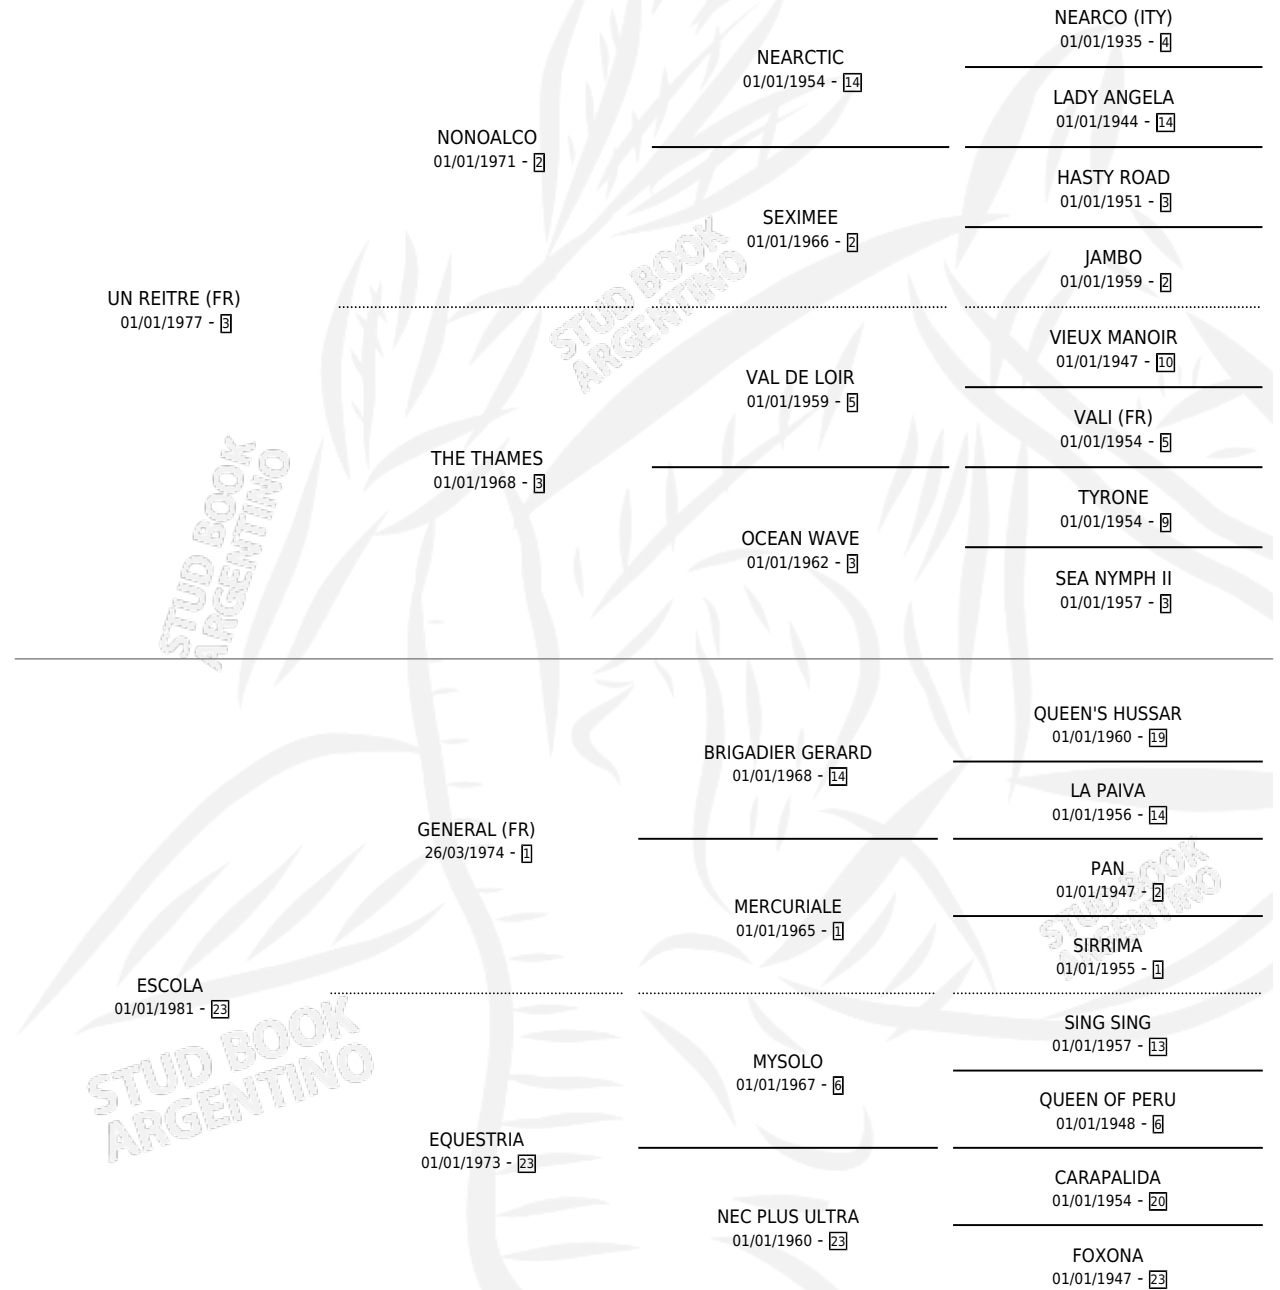 NEARCO (ITY)
01/01/1935 - 4
NEARCTIC
01/01/1954 - 14
LADY ANGELA
01/01/1944 - 14
NONOALCO
01/01/1971 - 2
HASTY ROAD
01/01/1951 - 3
SEXIMEE
01/01/1966 - 2
JAMBO
01/01/1959 - 2
UN REITRE (FR)
01/01/1977 - 3
VIEUX MANOIR
01/01/1947 - 10
VAL DE LOIR
01/01/1959 - 5
VALI (FR)
01/01/1954 - 5
THE THAMES
01/01/1968 - 3
TYRONE
01/01/1954 - 9
OCEAN WAVE
01/01/1962 - 3
SEA NYMPH II
01/01/1957 - 3
QUEEN'S HUSSAR
01/01/1960 - 19
BRIGADIER GERARD
01/01/1968 - 14
LA PAIVA
01/01/1956 - 14
GENERAL (FR)
26/03/1974 - 1
PAN
01/01/1947 - 2
MERCURIALE
01/01/1965 - 1
SIRRIMA
01/01/1955 - 1
ESCOLA
01/01/1981 - 23
SING SING
01/01/1957 - 13
MYSOLO
01/01/1967 - 6
QUEEN OF PERU
01/01/1948 - 6
EQUESTRIA
01/01/1973 - 23
CARAPALIDA
01/01/1954 - 20
NEC PLUS ULTRA
01/01/1960 - 23
FOXONA
01/01/1947 - 23
STUD BOOK
ARGENTINO
STUD BOOK
ARGENTINO
STUD BOOK
ARGENTINO
STUD BOOK
ARGENTINO